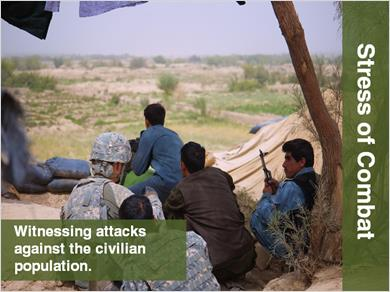 Stress of Combat
Witnessing attacks
against the civilian
population.